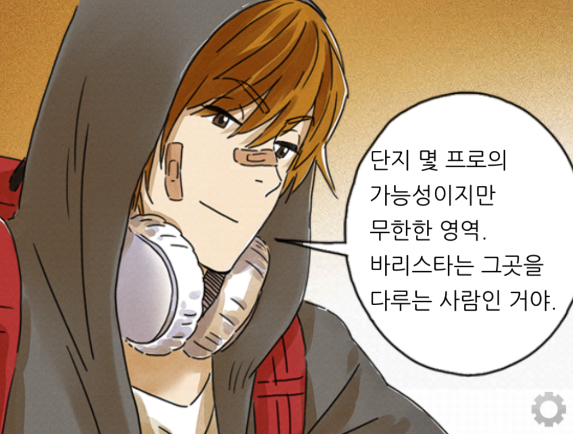 단지 몇 프로의
가능성이지만
무한한 영역.
바리스타는 그곳을
다루는 사람인 거야.